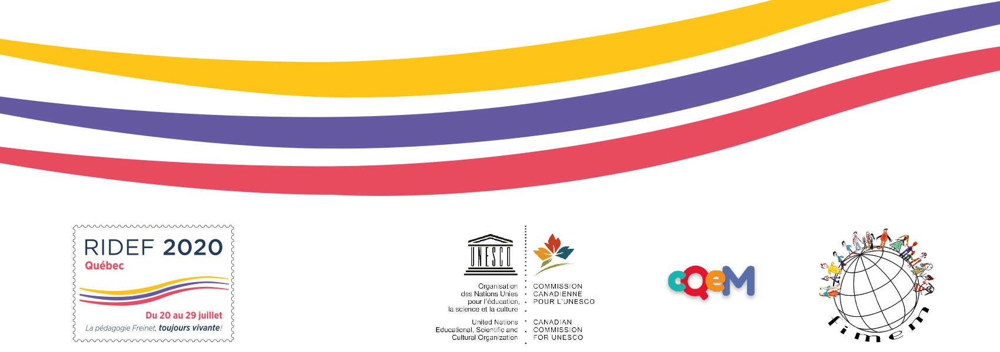 RIDEF 2020
Québec
Du 20 au 29 juillet
La pédagogie Freinet, toujours vivante!
UNESCO
Organisation
des Nations Unies
pour l'éducation,
la science et la culture
United Nations
Educational, Scientific and
Cultural Organization
COMMISSION
CANADIENNE
POUR L'UNESCO
CANADIAN
COMMISSION
FOR UNESCO
CQeM
fimem